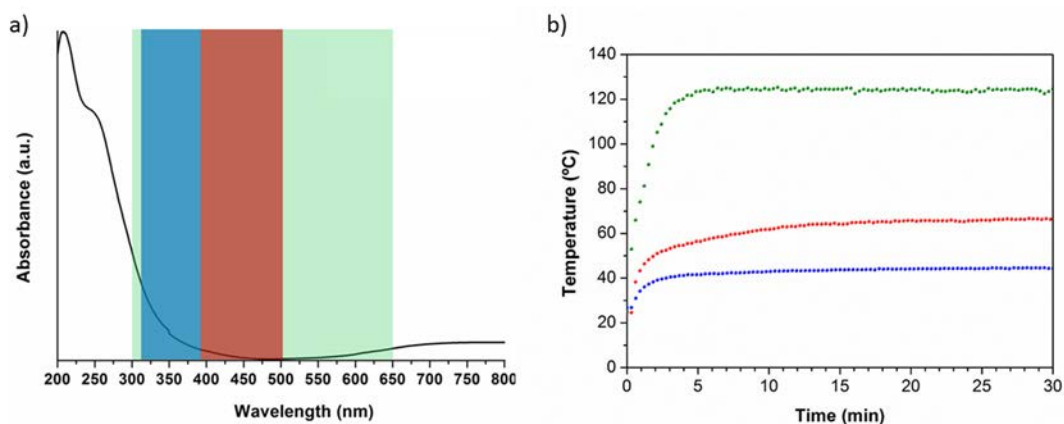 a)
Absorbance (a.u.)
200 250 300 350 400 450 500 550 600 650 700 750 800
Wavelength (nm)
b)
140
120
100
80
60
40
20
0
Temperature (ºC)
0 5 10 15 20 25 30
Time (min)